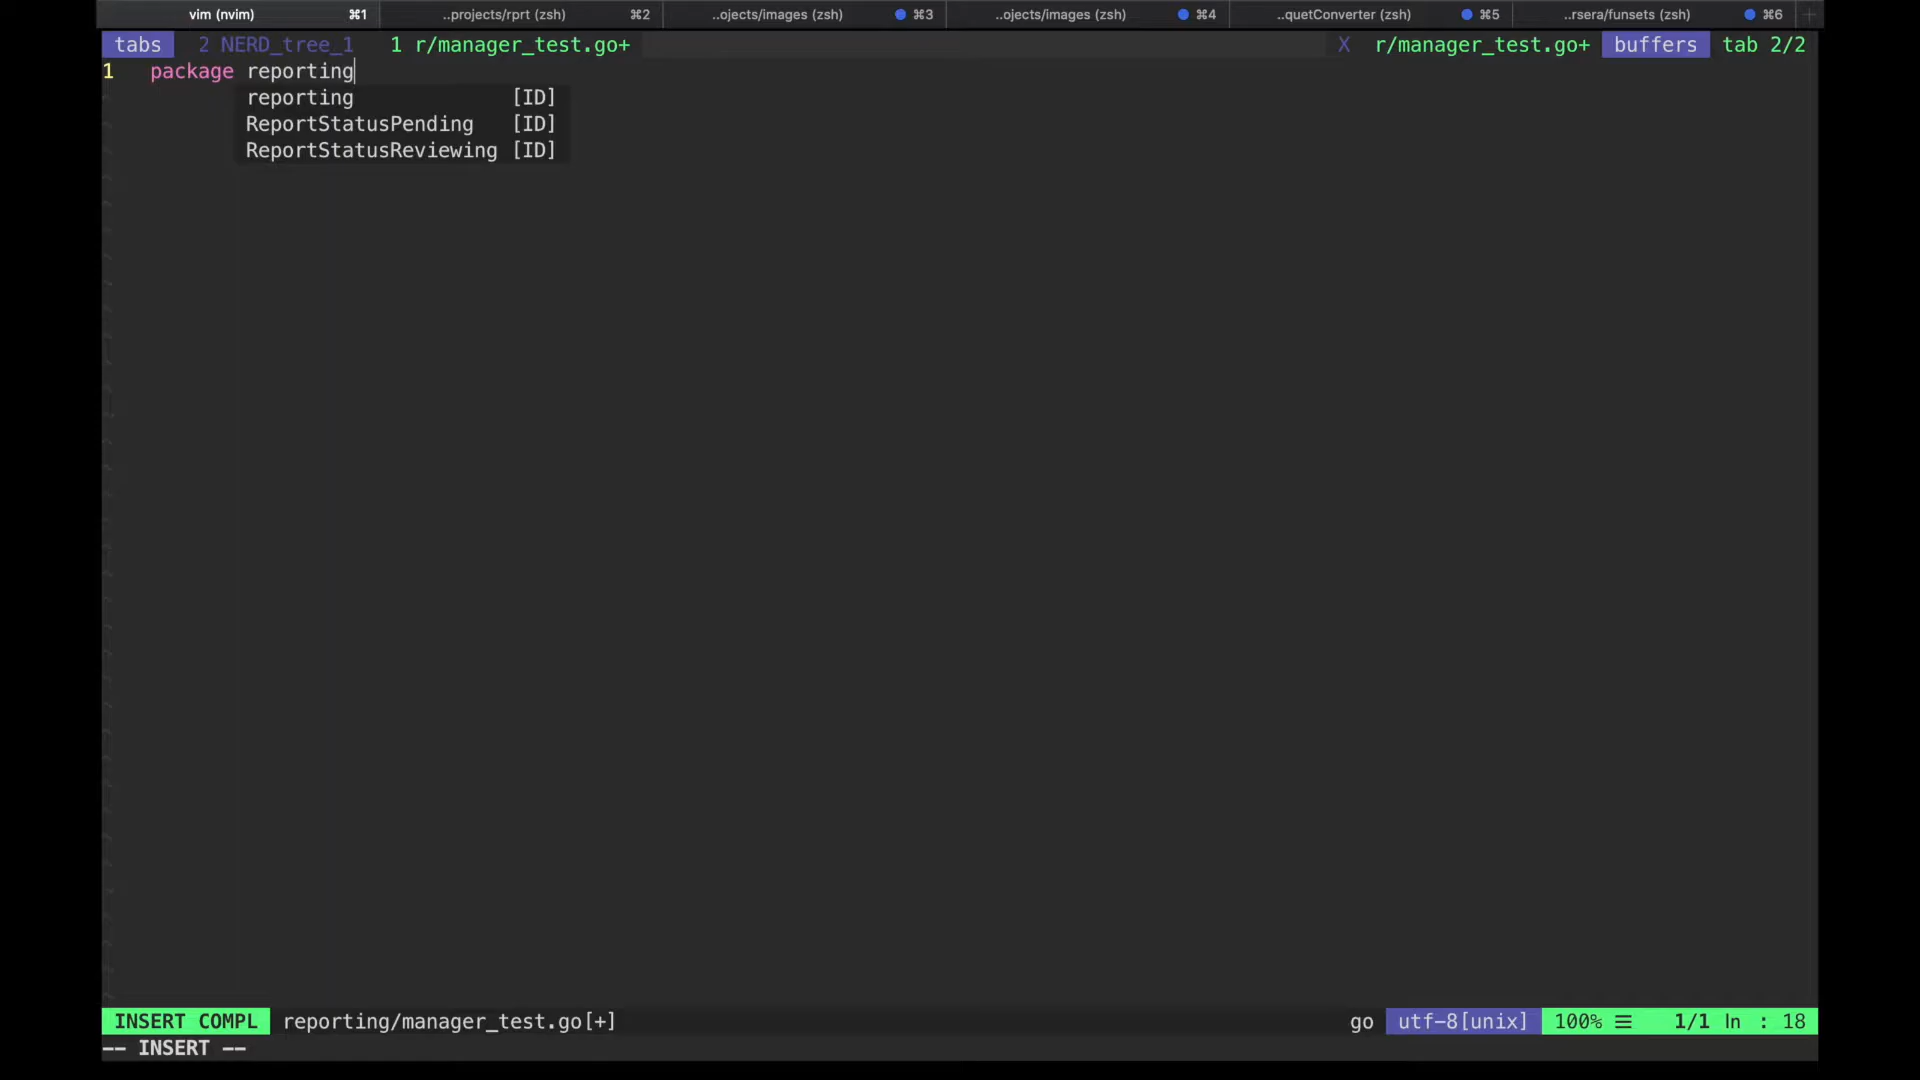 vim (nvim) ⌘1 ..projects/rprt (zsh) ⌘2 ..ojects/images (zsh) ⌘3 ..ojects/images (zsh) ⌘4 ..quetConverter (zsh) ⌘5 ..rsera/funsets (zsh) ⌘6 +
tabs 2 NERD_tree_1 1 r/manager_test.go+ X r/manager_test.go+ buffers tab 2/2
1 package reporting
reporting [ID]
ReportStatusPending [ID]
ReportStatusReviewing [ID]
INSERT COMPL reporting/manager_test.go[+] go utf-8[unix] 100% ☰ 1/1 ln : 18
-- INSERT --